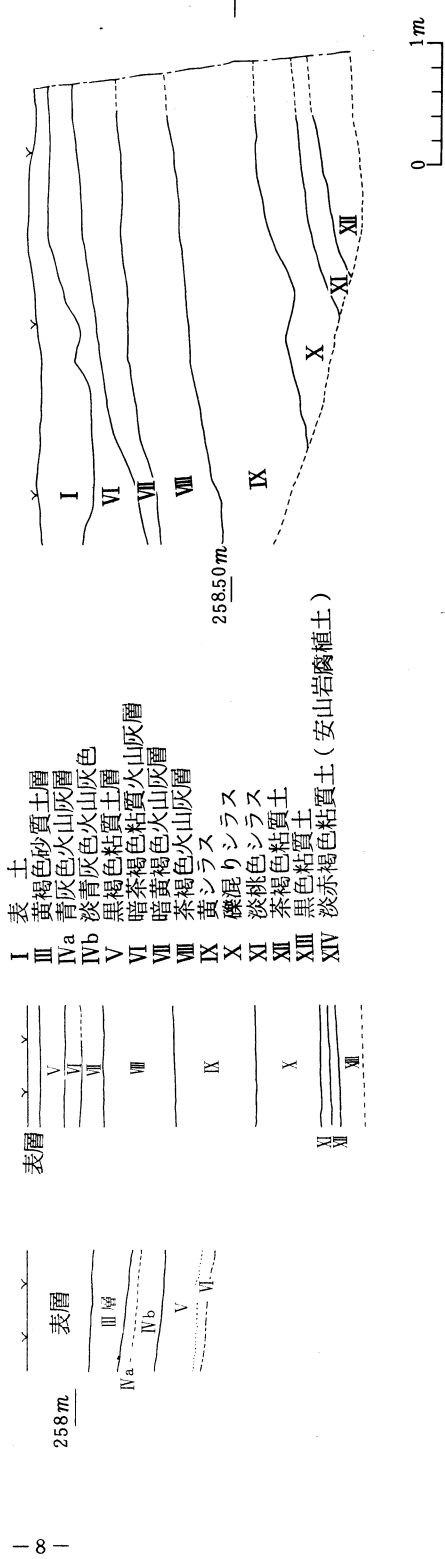 258m
表層
Ⅲ層
Ⅳa
Ⅳb
Ⅴ
Ⅵ
表層
Ⅴ
Ⅵ
Ⅶ
Ⅷ
Ⅸ
Ⅹ
Ⅺ
Ⅻ
XIII
Ⅰ 表　土
Ⅲ 黄褐色砂質土層
Ⅳa 青灰色火山灰層
Ⅳb 淡青灰色火山灰色
Ⅴ 黒褐色粘質土層
Ⅵ 暗茶褐色粘質火山灰層
Ⅶ 暗黄褐色火山灰層
Ⅷ 茶褐色火山灰層
Ⅸ 黄シラス
Ⅹ 礫混りシラス
Ⅺ 淡桃色シラス
Ⅻ 茶褐色粘質土
XIII 黒色粘質土
XIV 淡赤褐色粘質土（安山岩腐植土）
258.50m
Ⅰ
Ⅵ
Ⅶ
Ⅷ
Ⅸ
Ⅹ
Ⅺ
Ⅻ
0 1m
— 8 —